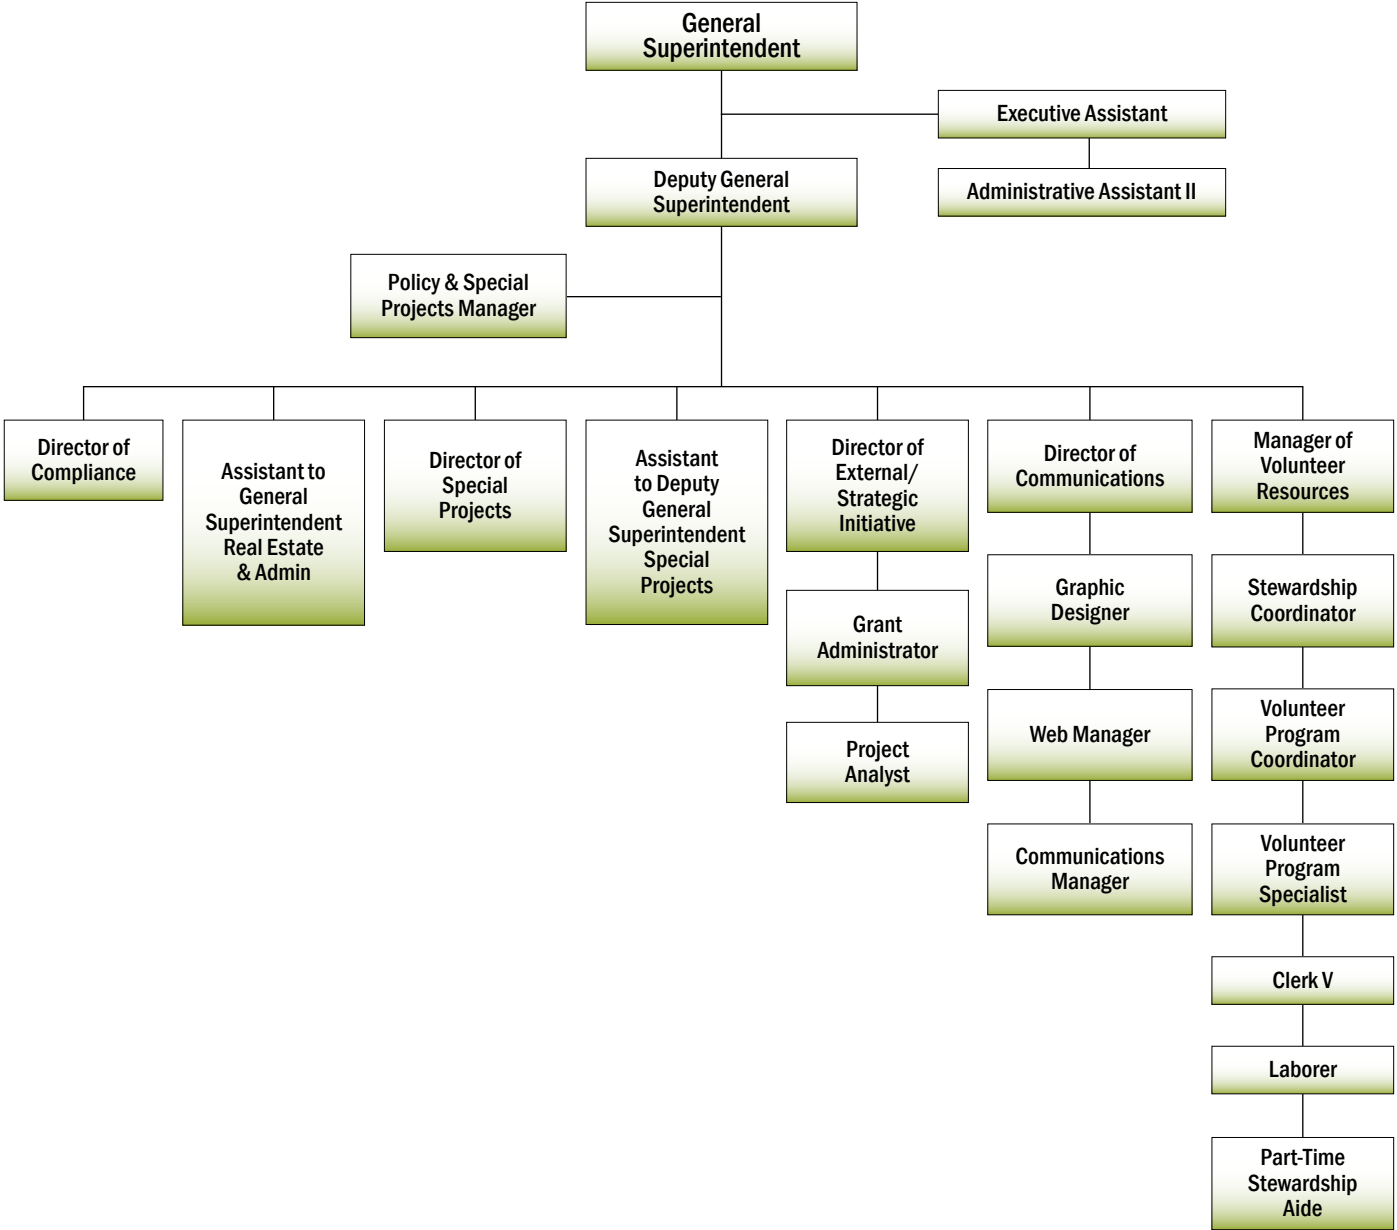 General
Superintendent
Executive Assistant
Deputy General
Superintendent
Administrative Assistant II
Policy & Special
Projects Manager
Director of
Compliance
Assistant to
General
Superintendent
Real Estate
& Admin
Director of
Special
Projects
Assistant
to Deputy
General
Superintendent
Special
Projects
Director of
External/
Strategic
Initiative
Grant
Administrator
Project
Analyst
Director of
Communications
Graphic
Designer
Web Manager
Communications
Manager
Manager of
Volunteer
Resources
Stewardship
Coordinator
Volunteer
Program
Coordinator
Volunteer
Program
Specialist
Clerk V
Laborer
Part-Time
Stewardship
Aide